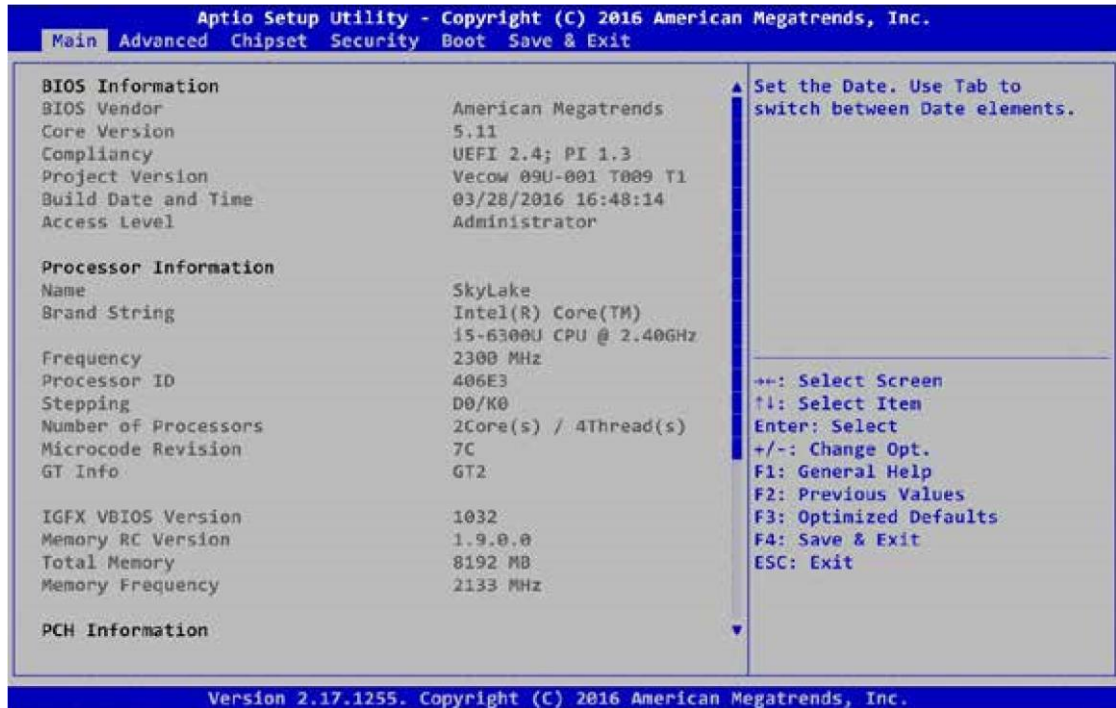 Aptio Setup Utility - Copyright (C) 2016 American Megatrends, Inc.
Main Advanced Chipset Security Boot Save & Exit
BIOS Information
BIOS Vendor American Megatrends
Core Version 5.11
Compliancy UEFI 2.4; PI 1.3
Project Version Vecow 09U-001 T009 T1
Build Date and Time 03/28/2016 16:48:14
Access Level Administrator
Processor Information
Name SkyLake
Brand String Intel(R) Core(TM)
i5-6300U CPU @ 2.40GHz
Frequency 2300 MHz
Processor ID 406E3
Stepping D0/K0
Number of Processors 2Core(s) / 4Thread(s)
Microcode Revision 7C
GT Info GT2
IGFX VBIOS Version 1032
Memory RC Version 1.9.0.0
Total Memory 8192 MB
Memory Frequency 2133 MHz
PCH Information
Set the Date. Use Tab to
switch between Date elements.
→←: Select Screen
↑↓: Select Item
Enter: Select
+/-: Change Opt.
F1: General Help
F2: Previous Values
F3: Optimized Defaults
F4: Save & Exit
ESC: Exit
Version 2.17.1255. Copyright (C) 2016 American Megatrends, Inc.